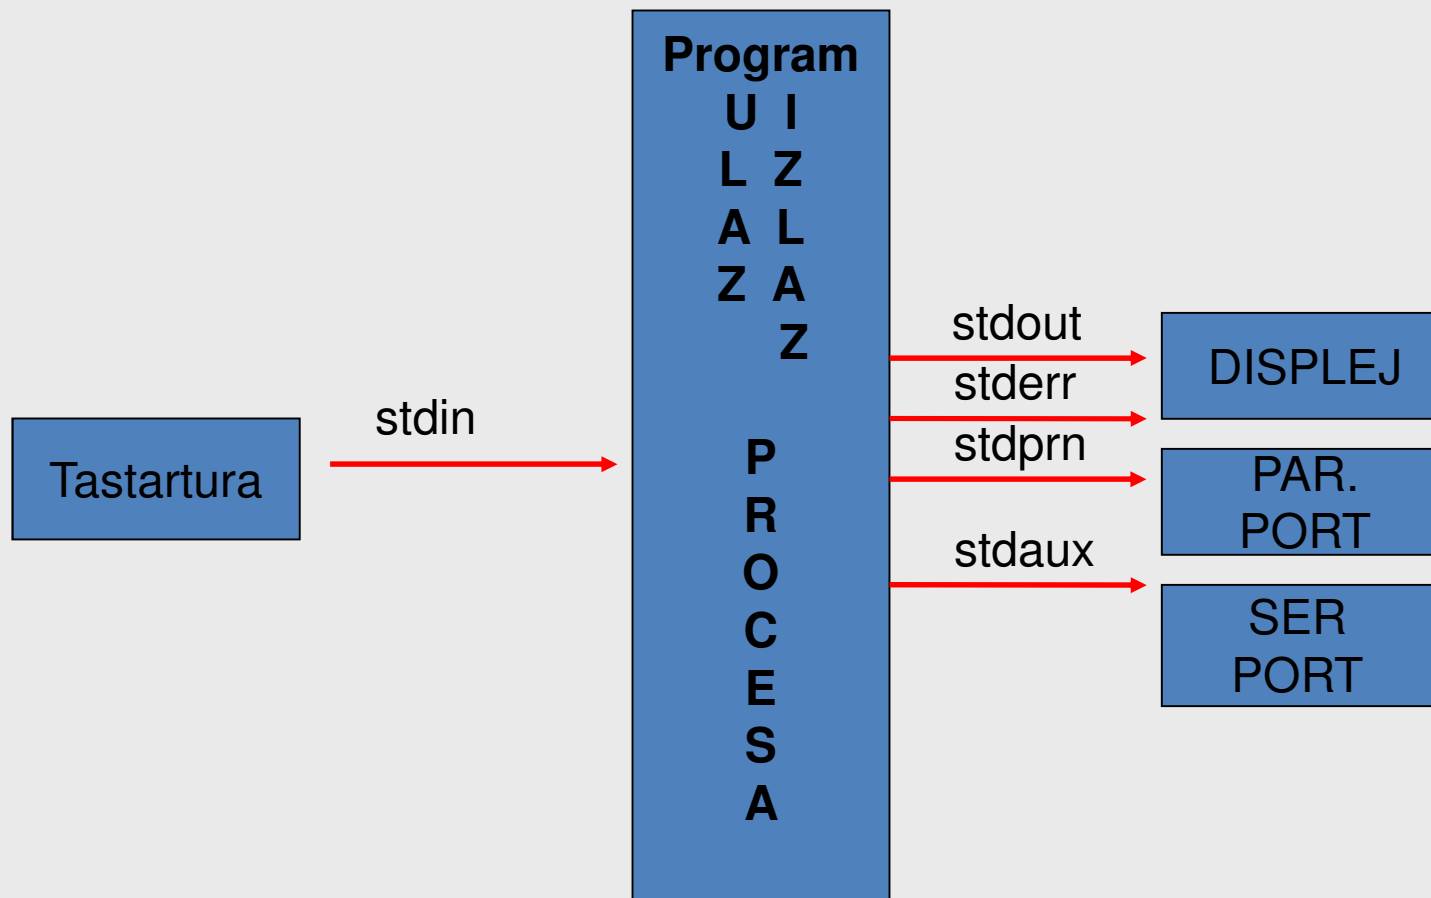 Program
U I
L Z
A L
Z A
Z
P
R
O
C
E
S
A
Tastartura
stdin
stdout
stderr
stdprn
stdaux
DISPLEJ
PAR.
PORT
SER
PORT